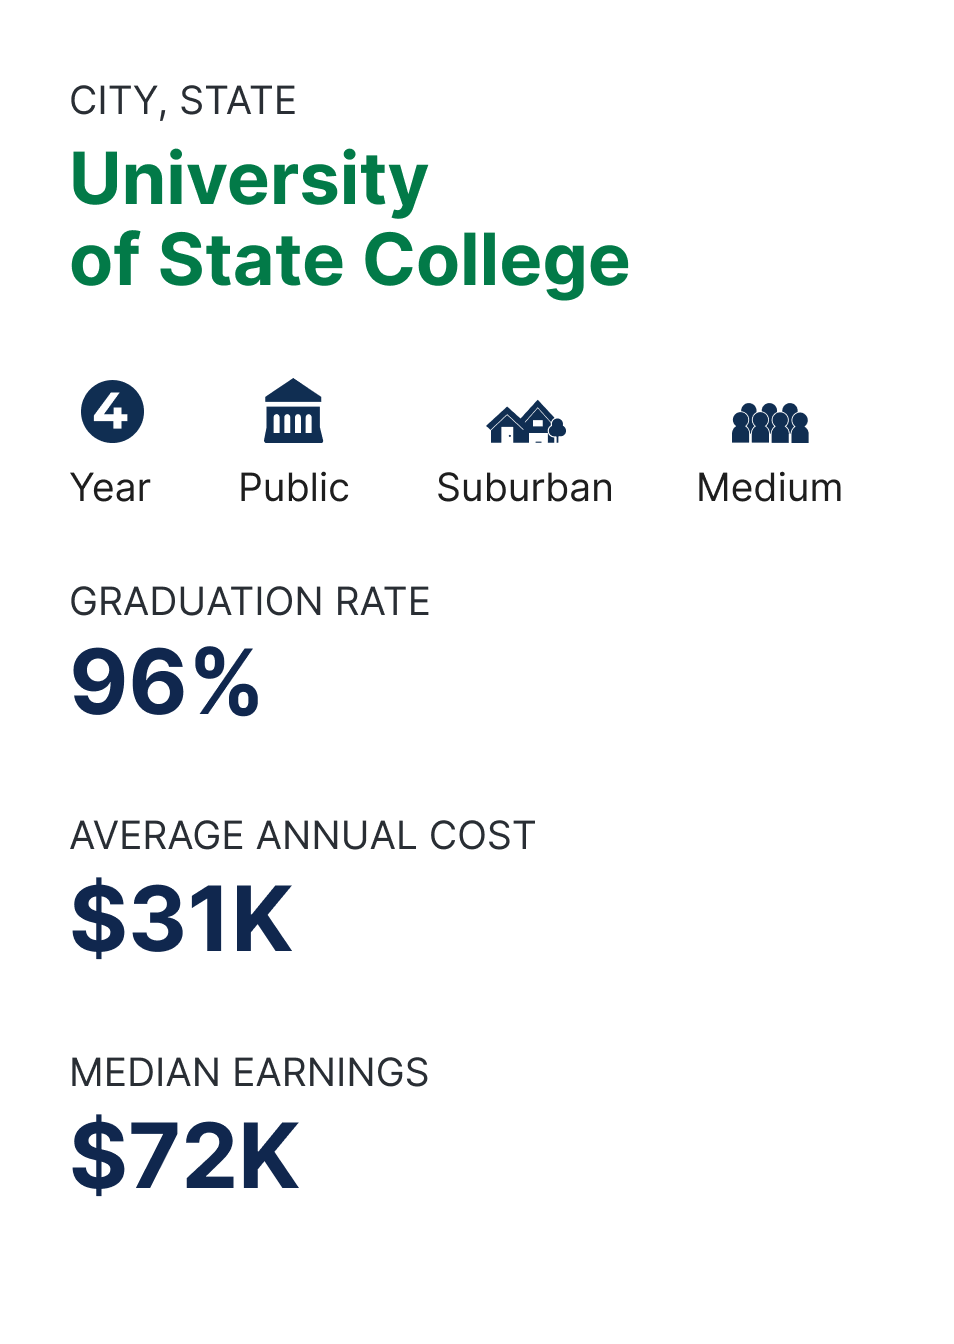 CITY, STATE
University
of State College
4
Year Public Suburban Medium
GRADUATION RATE
96%
AVERAGE ANNUAL COST
$31K
MEDIAN EARNINGS
$72K